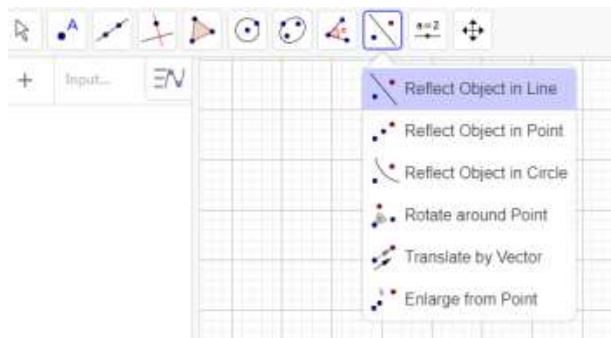 A
a=2
+ Input...
Reflect Object in Line
Reflect Object in Point
Reflect Object in Circle
Rotate around Point
Translate by Vector
Enlarge from Point